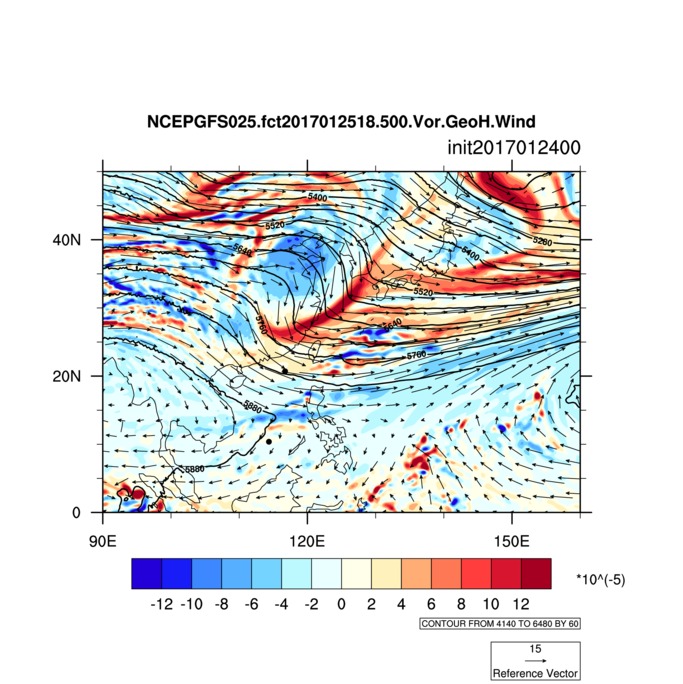 NCEPGFS025.fct2017012518.500.Vor.GeoH.Wind
init2017012400
5400
5520
5640
5280
5400
5520
5760
5640
5760
5880
5880
40N
20N
0
90E 120E 150E
-12 -10 -8 -6 -4 -2 0 2 4 6 8 10 12
*10^(-5)
CONTOUR FROM 4140 TO 6480 BY 60
15
Reference Vector